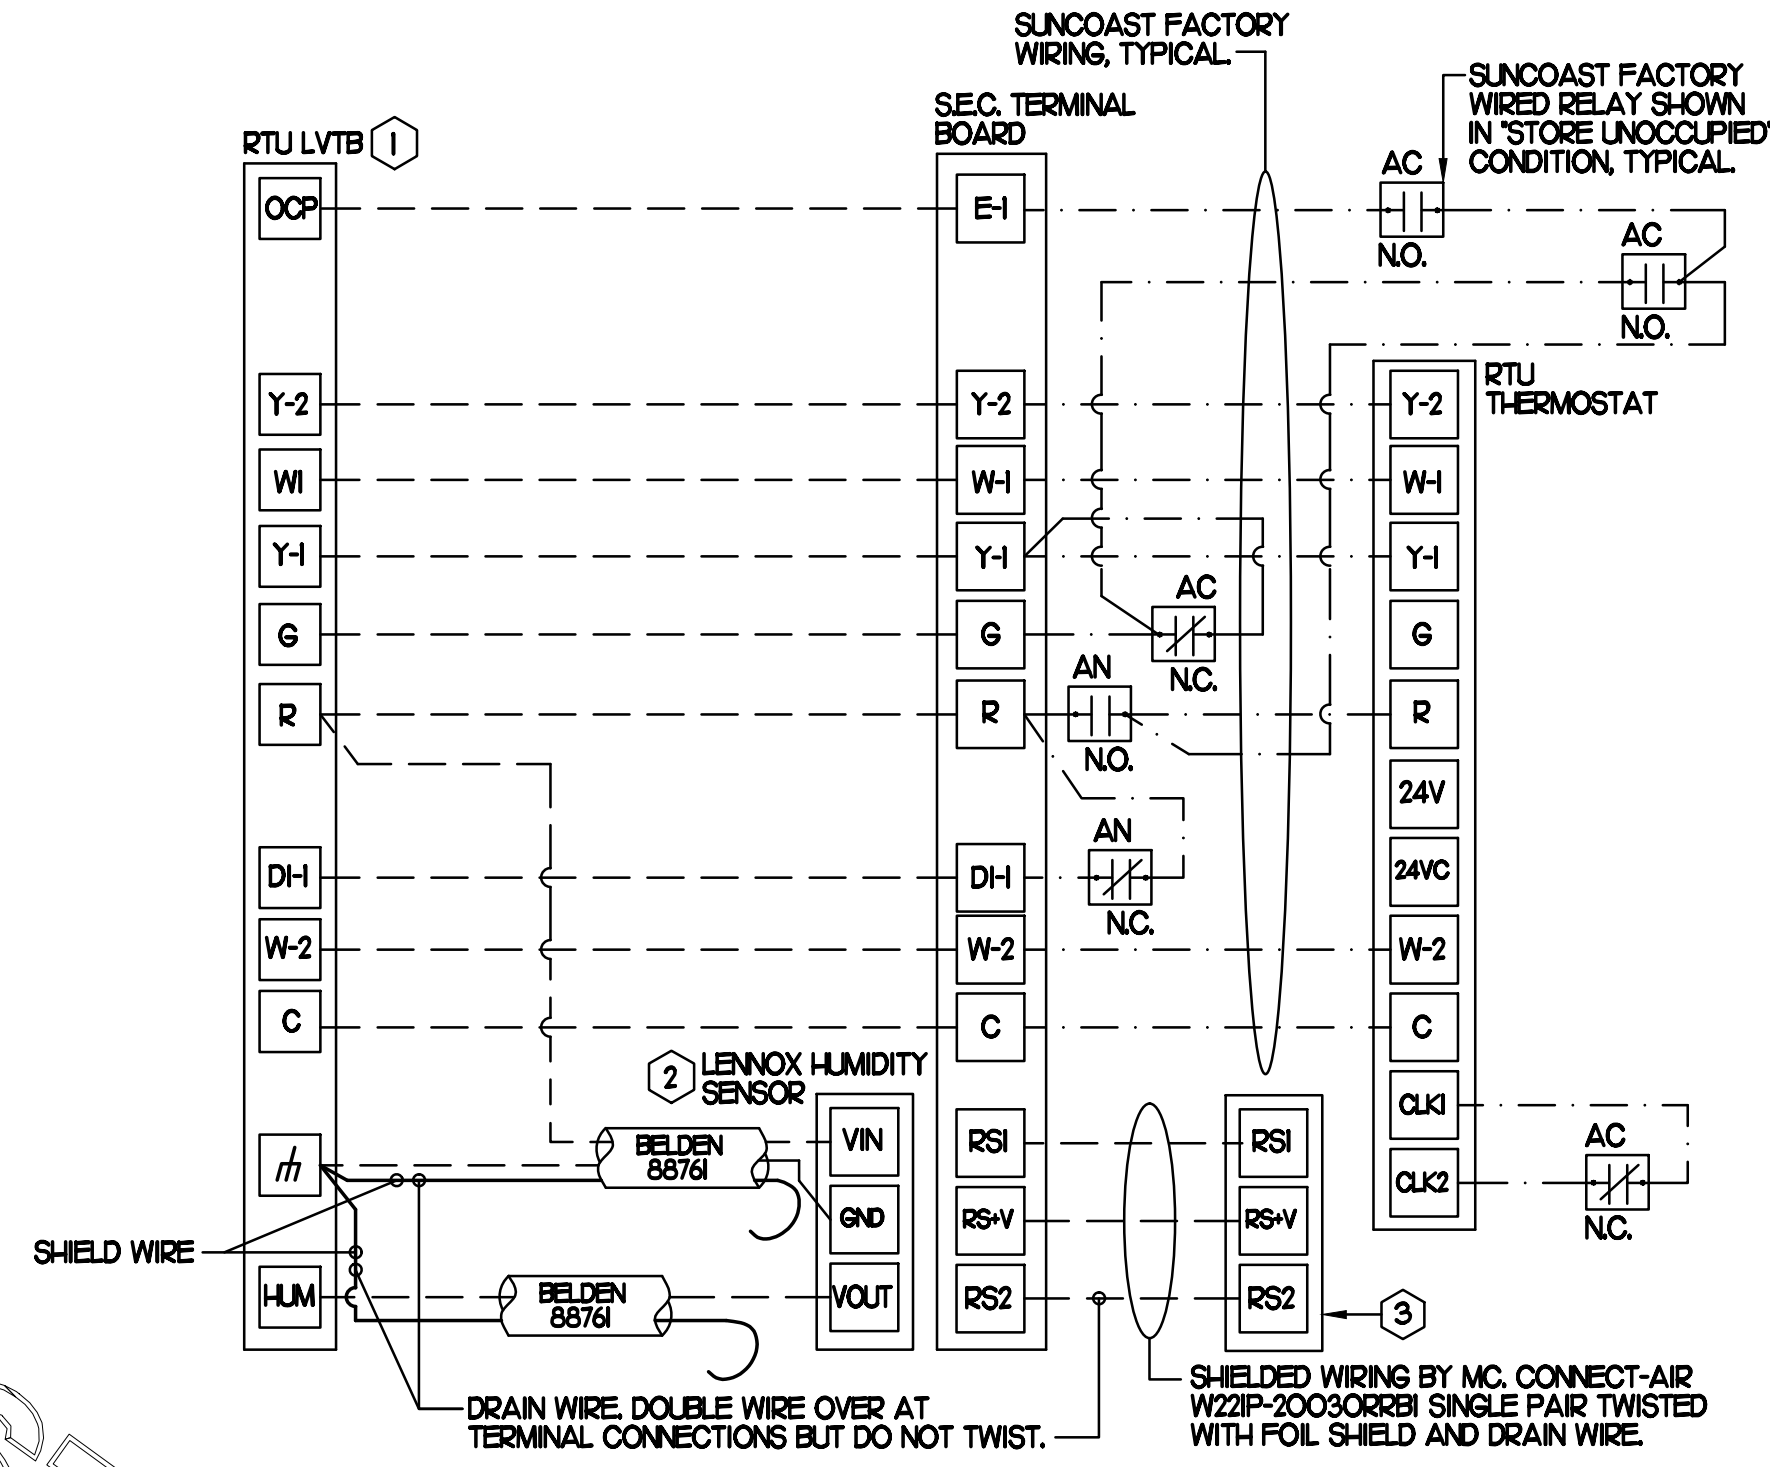 SUNCOAST FACTORY
WIRING, TYPICAL.
SUNCOAST FACTORY
WIRED RELAY SHOWN
IN "STORE UNOCCUPIED"
CONDITION, TYPICAL.
S.E.C. TERMINAL
BOARD
RTU LVTB 1
AC
N.O.
AC
N.O.
RTU
THERMOSTAT
OCP
Y-2
W1
Y-1
G
R
DI-1
W-2
C
HUM
E-1
Y-2
W-1
Y-1
G
R
DI-1
W-2
C
RS1
RS+V
RS2
AC
N.C.
AN
N.O.
AN
N.C.
Y-2
W-1
Y-1
G
R
24V
24VC
W-2
C
CLK1
CLK2
AC
N.C.
2 LENNOX HUMIDITY
SENSOR
VIN
GND
VOUT
BELDEN
88761
BELDEN
88761
RS1
RS+V
RS2
3
SHIELD WIRE
DRAIN WIRE. DOUBLE WIRE OVER AT
TERMINAL CONNECTIONS BUT DO NOT TWIST.
SHIELDED WIRING BY MC. CONNECT-AIR
W221P-20030RRB1 SINGLE PAIR TWISTED
WITH FOIL SHIELD AND DRAIN WIRE.